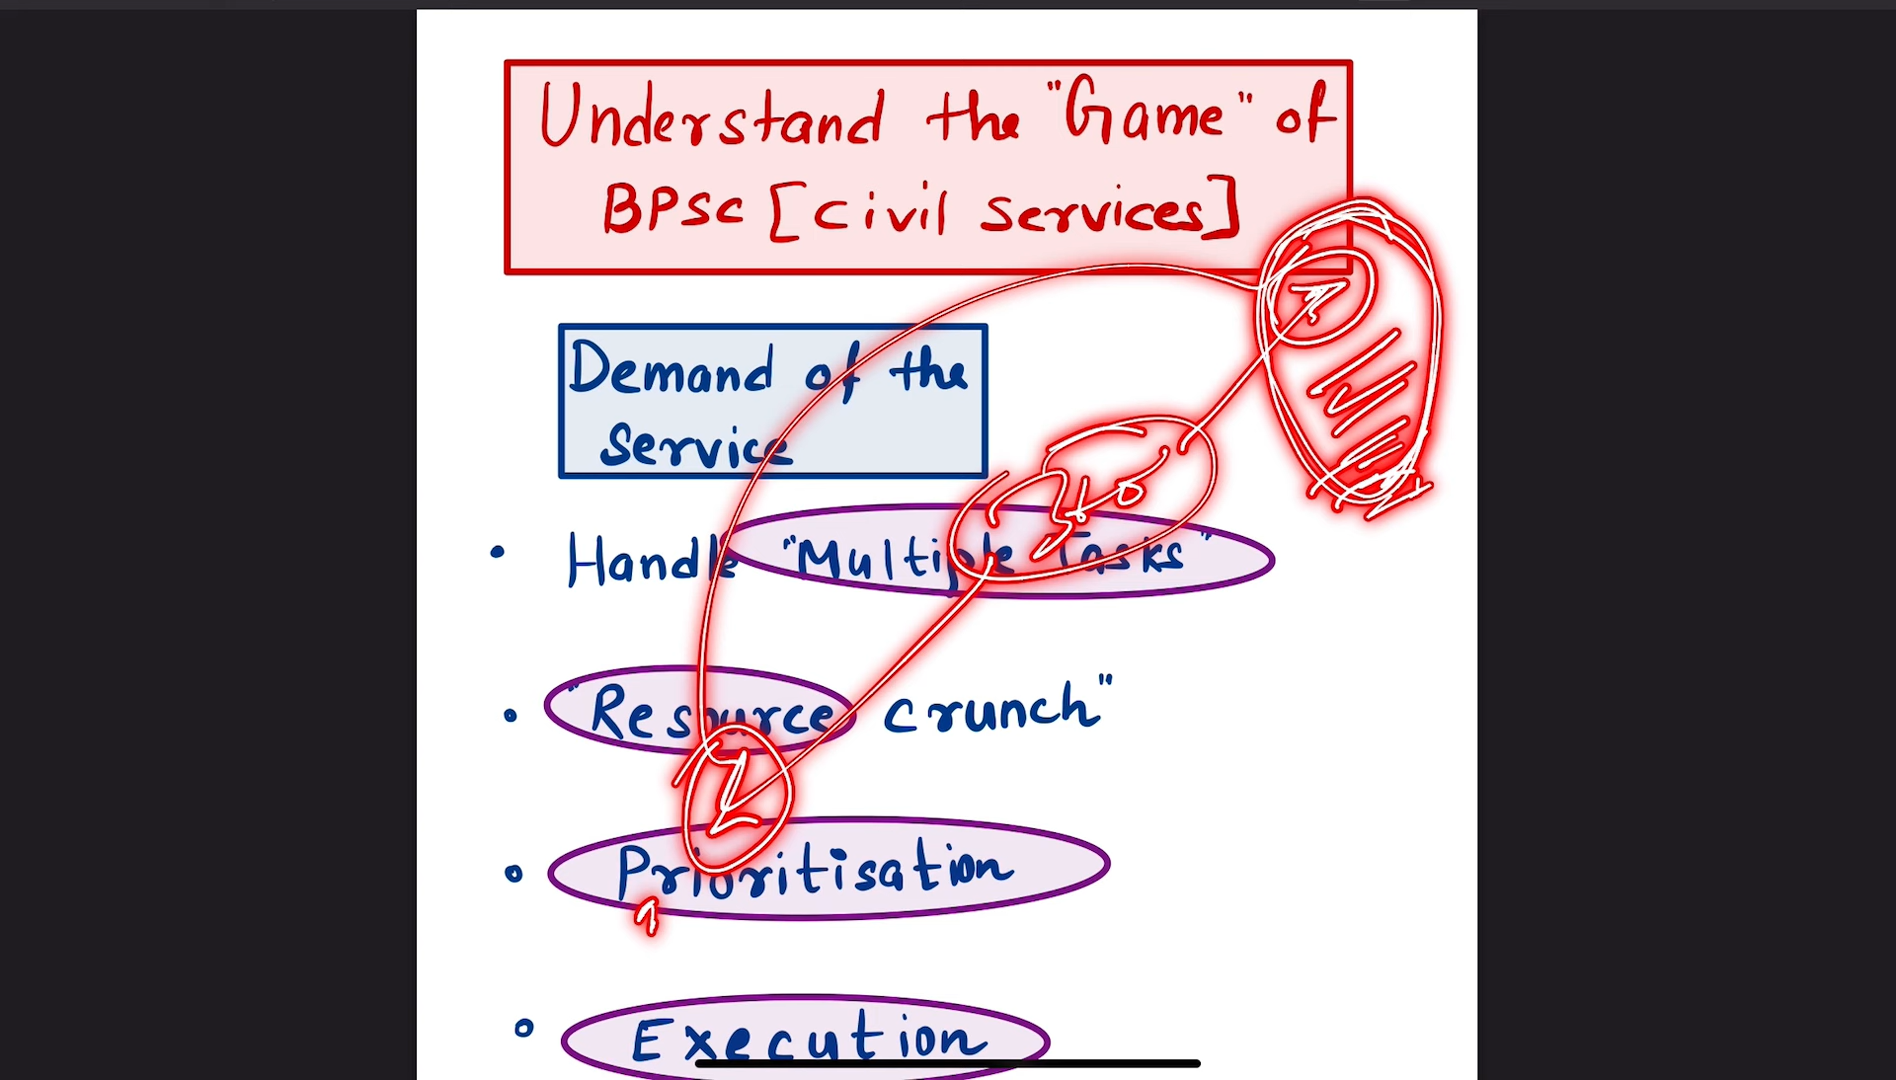 Understand the "Game" of
BPSC [Civil Services]
Demand of the
Service
• Handle "Multiple Tasks"
• "Resource crunch"
• Prioritisation
• Execution